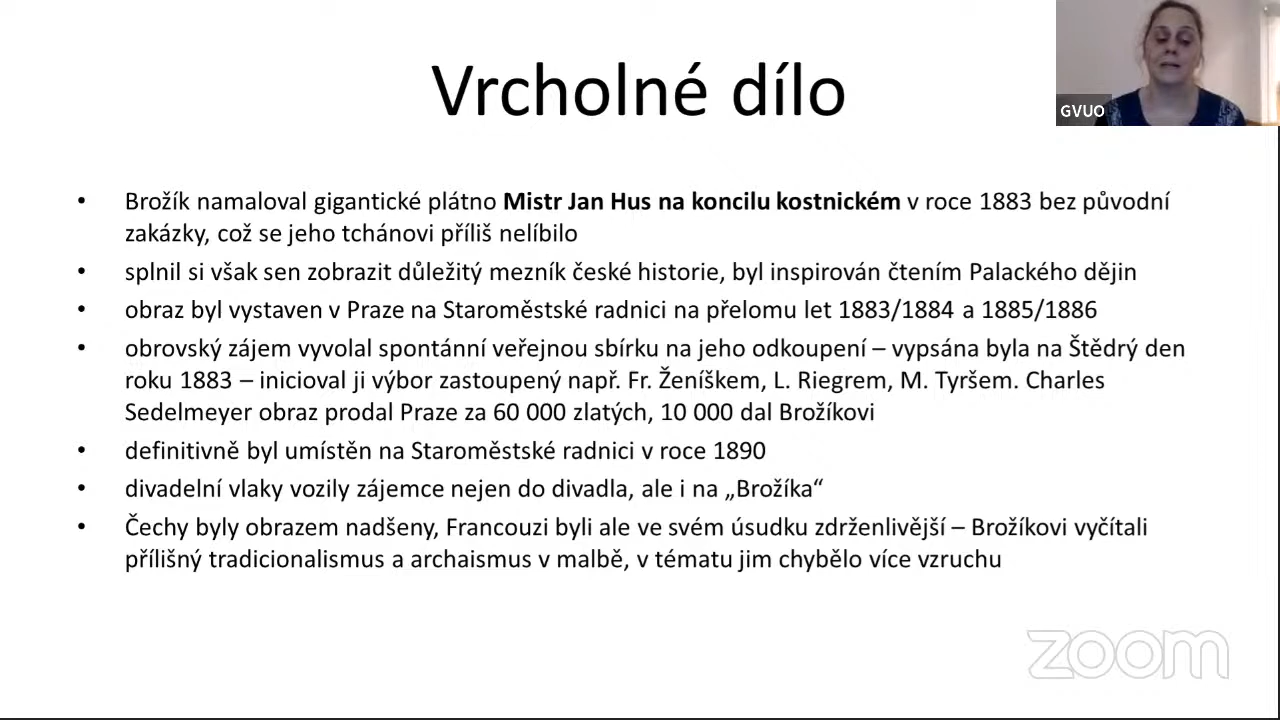 Vrcholné dílo
GVUO
• Brožík namaloval gigantické plátno Mistr Jan Hus na koncilu kostnickém v roce 1883 bez původní
zakázky, což se jeho tchánovi příliš nelíbilo
• splnil si však sen zobrazit důležitý mezník české historie, byl inspirován čtením Palackého dějin
• obraz byl vystaven v Praze na Staroměstské radnici na přelomu let 1883/1884 a 1885/1886
• obrovský zájem vyvolal spontánní veřejnou sbírku na jeho odkoupení – vypsána byla na Štědrý den
roku 1883 – inicioval ji výbor zastoupený např. Fr. Ženíškem, L. Riegrem, M. Tyršem. Charles
Sedelmeyer obraz prodal Praze za 60 000 zlatých, 10 000 dal Brožíkovi
• definitivně byl umístěn na Staroměstské radnici v roce 1890
• divadelní vlaky vozily zájemce nejen do divadla, ale i na „Brožíka“
• Čechy byly obrazem nadšeny, Francouzi byli ale ve svém úsudku zdrženlivější – Brožíkovi vyčítali
přílišný tradicionalismus a archaismus v malbě, v tématu jim chybělo více vzruchu
zoom